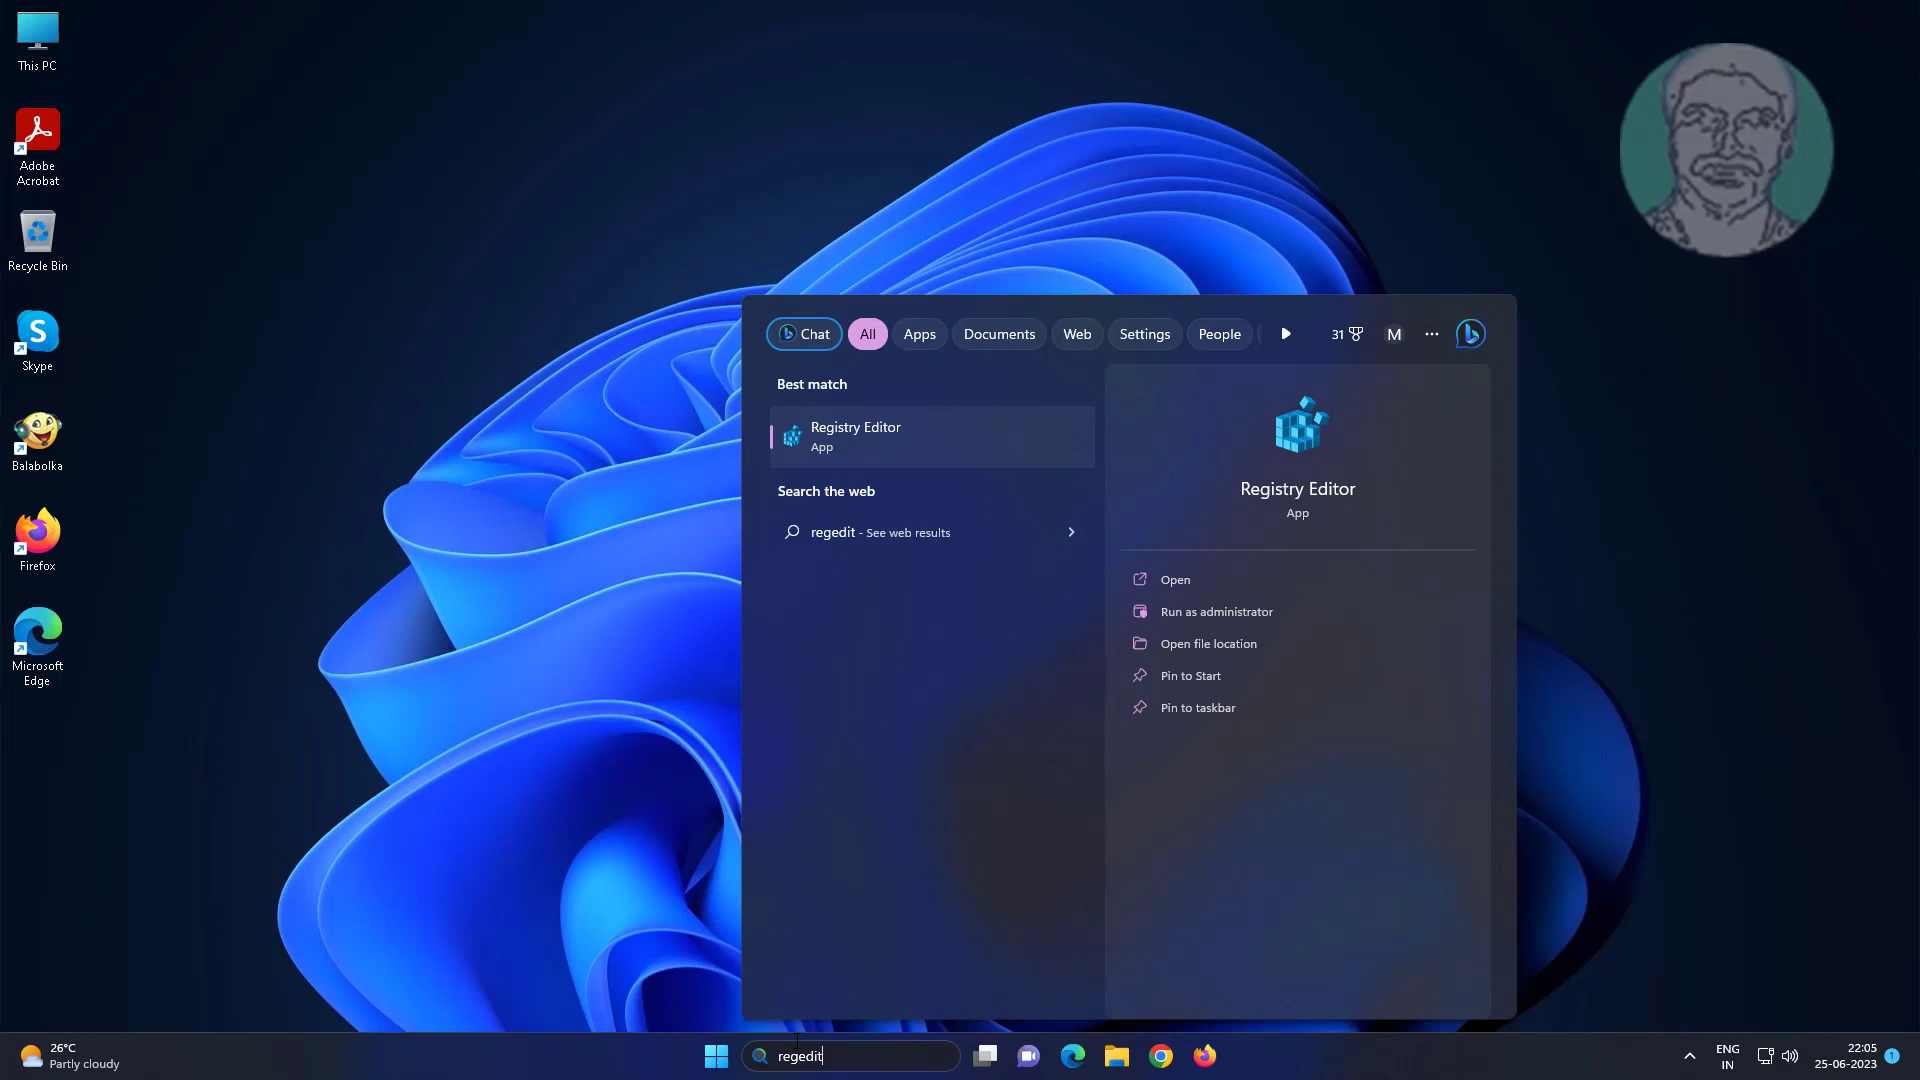 This PC
Adobe
Acrobat
Recycle Bin
Skype
Balabolka
Firefox
Microsoft
Edge
Chat
All
Apps
Documents
Web
Settings
People
31
M
Best match
Registry Editor
App
Search the web
regedit - See web results
Registry Editor
App
Open
Run as administrator
Open file location
Pin to Start
Pin to taskbar
26°C
Partly cloudy
regedit
ENG
IN
22:05
25-06-2023
1